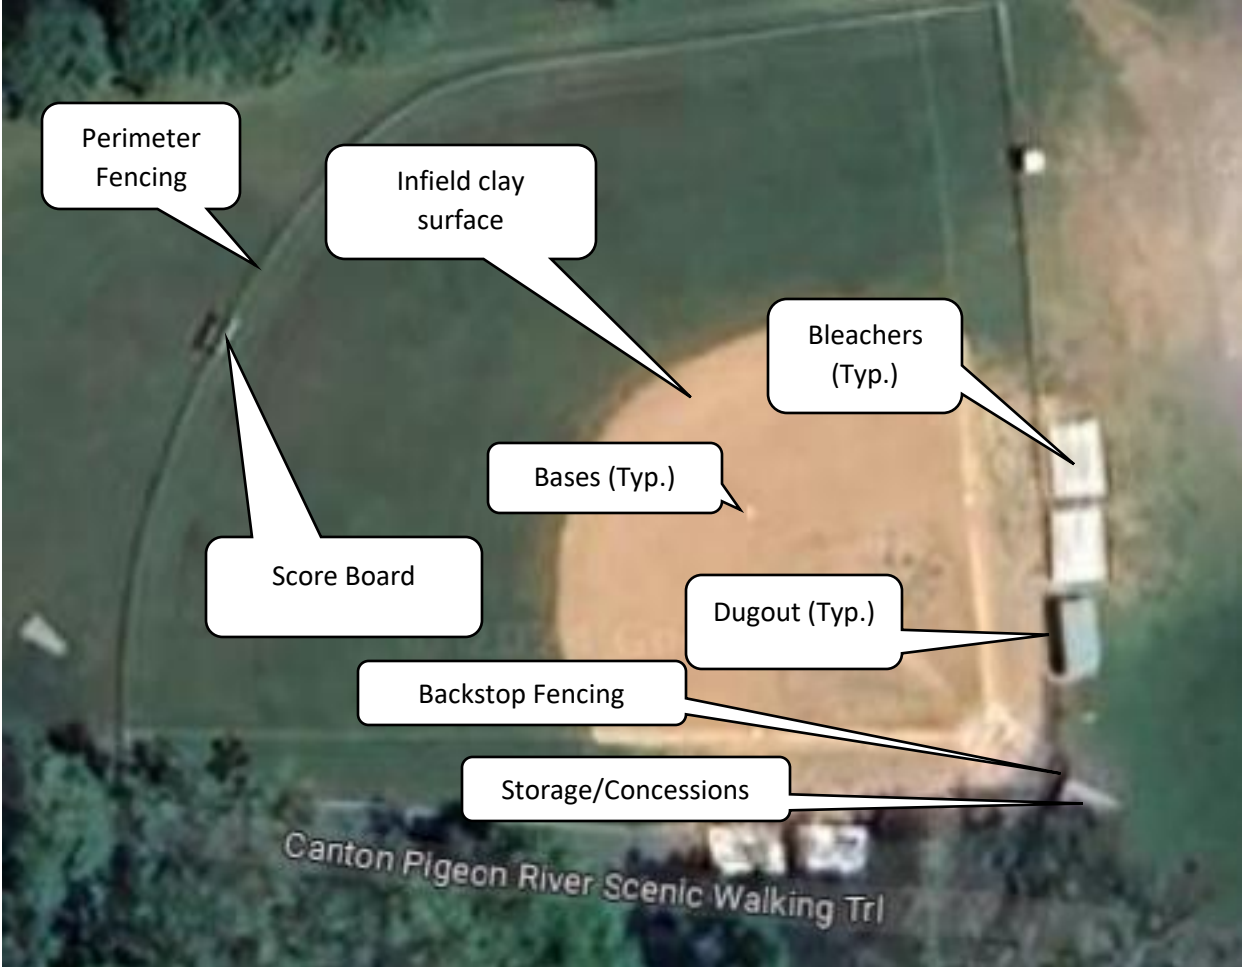 Perimeter
Fencing
Infield clay
surface
Bleachers
(Typ.)
Bases (Typ.)
Score Board
Dugout (Typ.)
Backstop Fencing
Storage/Concessions
Canton Pigeon River Scenic Walking Trl